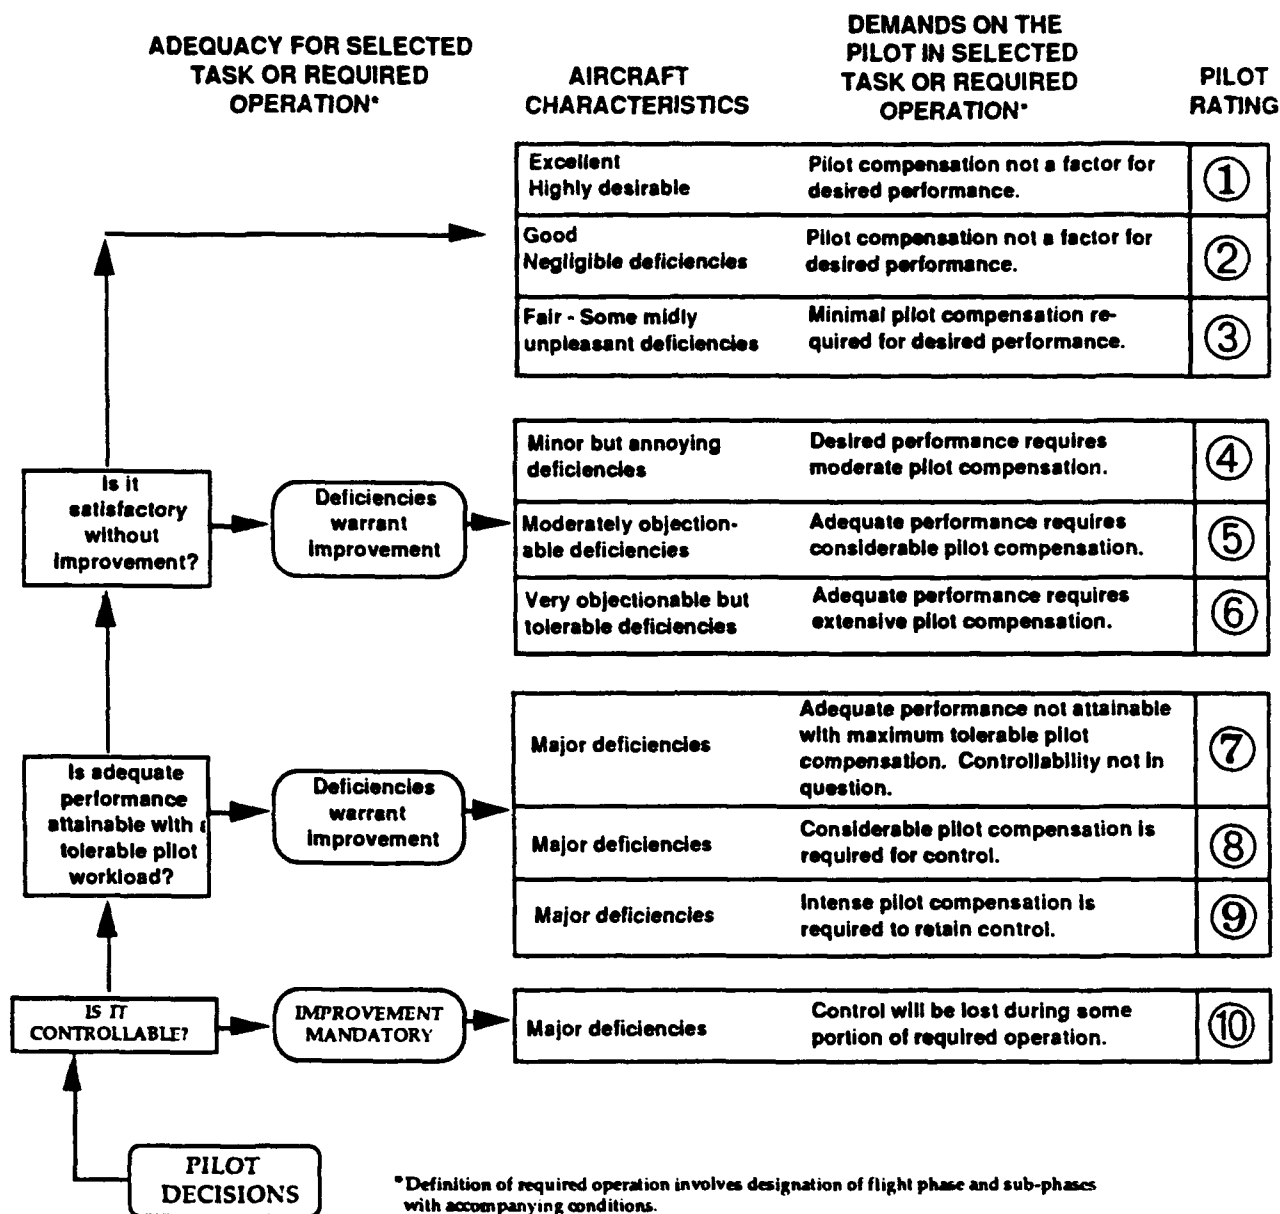 ADEQUACY FOR SELECTED
TASK OR REQUIRED
OPERATION*
AIRCRAFT
CHARACTERISTICS
DEMANDS ON THE
PILOT IN SELECTED
TASK OR REQUIRED
OPERATION*
PILOT
RATING
Excellent
Highly desirable
Pilot compensation not a factor for
desired performance.
1
Good
Negligible deficiencies
Pilot compensation not a factor for
desired performance.
2
Fair - Some midly
unpleasant deficiencies
Minimal pilot compensation re-
quired for desired performance.
3
Is it
satisfactory
without
improvement?
Deficiencies
warrant
improvement
Minor but annoying
deficiencies
Desired performance requires
moderate pilot compensation.
4
Moderately objection-
able deficiencies
Adequate performance requires
considerable pilot compensation.
5
Very objectionable but
tolerable deficiencies
Adequate performance requires
extensive pilot compensation.
6
Is adequate
performance
attainable with a
tolerable pilot
workload?
Deficiencies
warrant
improvement
Major deficiencies
Adequate performance not attainable
with maximum tolerable pilot
compensation. Controllability not in
question.
7
Major deficiencies
Considerable pilot compensation is
required for control.
8
Major deficiencies
Intense pilot compensation is
required to retain control.
9
IS IT
CONTROLLABLE?
IMPROVEMENT
MANDATORY
Major deficiencies
Control will be lost during some
portion of required operation.
10
PILOT
DECISIONS
*Definition of required operation involves designation of flight phase and sub-phases
with accompanying conditions.